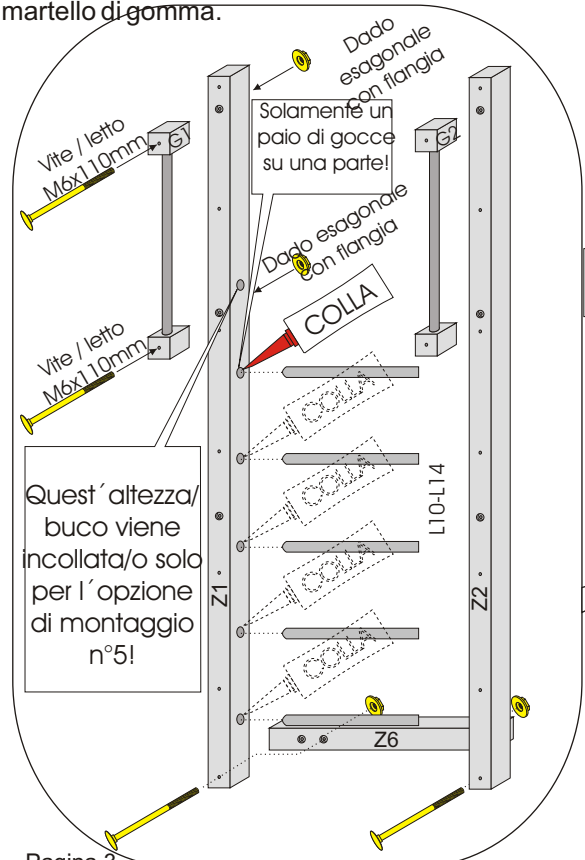 martello di gomma.
Dado
esagonale
con flangia
Solamente un
paio di gocce
su una parte!
Vite / letto
M6x110mm
G1
G2
Dado esagonale
con flangia
COLLA
Vite / letto
M6x110mm
COLLA
COLLA
COLLA
COLLA
Quest´altezza/
buco viene
incollata/o solo
per l´opzione
di montaggio
n°5!
L10-L14
Z1
Z2
Z6
Pagina 3